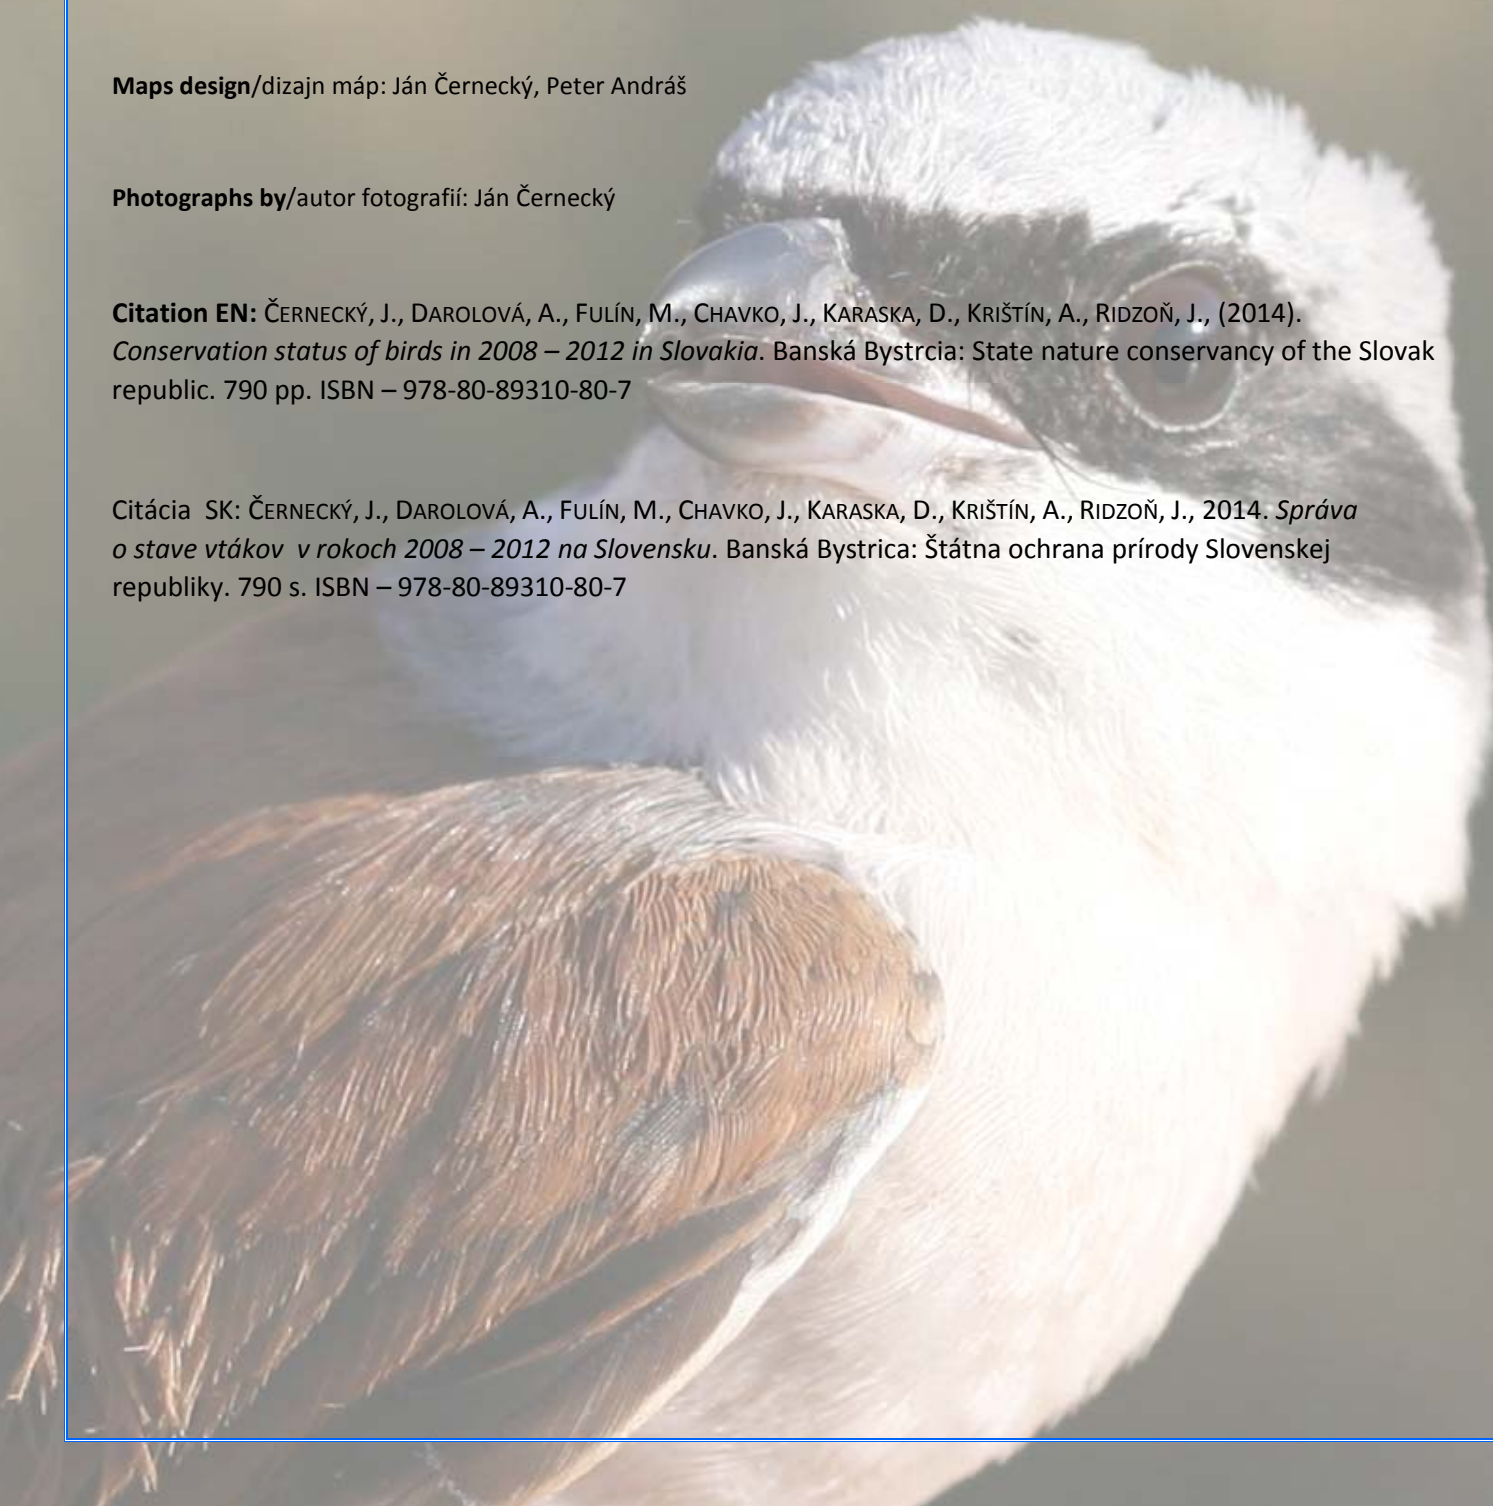 Maps design/dizajn máp: Ján Černecký, Peter Andráš
Photographs by/autor fotografií: Ján Černecký
Citation EN: ČERNECKÝ, J., DAROLOVÁ, A., FULÍN, M., CHAVKO, J., KARASKA, D., KRIŠTÍN, A., RIDZOŇ, J., (2014).
Conservation status of birds in 2008 – 2012 in Slovakia. Banská Bystrcia: State nature conservancy of the Slovak
republic. 790 pp. ISBN – 978-80-89310-80-7
Citácia SK: ČERNECKÝ, J., DAROLOVÁ, A., FULÍN, M., CHAVKO, J., KARASKA, D., KRIŠTÍN, A., RIDZOŇ, J., 2014. Správa
o stave vtákov v rokoch 2008 – 2012 na Slovensku. Banská Bystrica: Štátna ochrana prírody Slovenskej
republiky. 790 s. ISBN – 978-80-89310-80-7